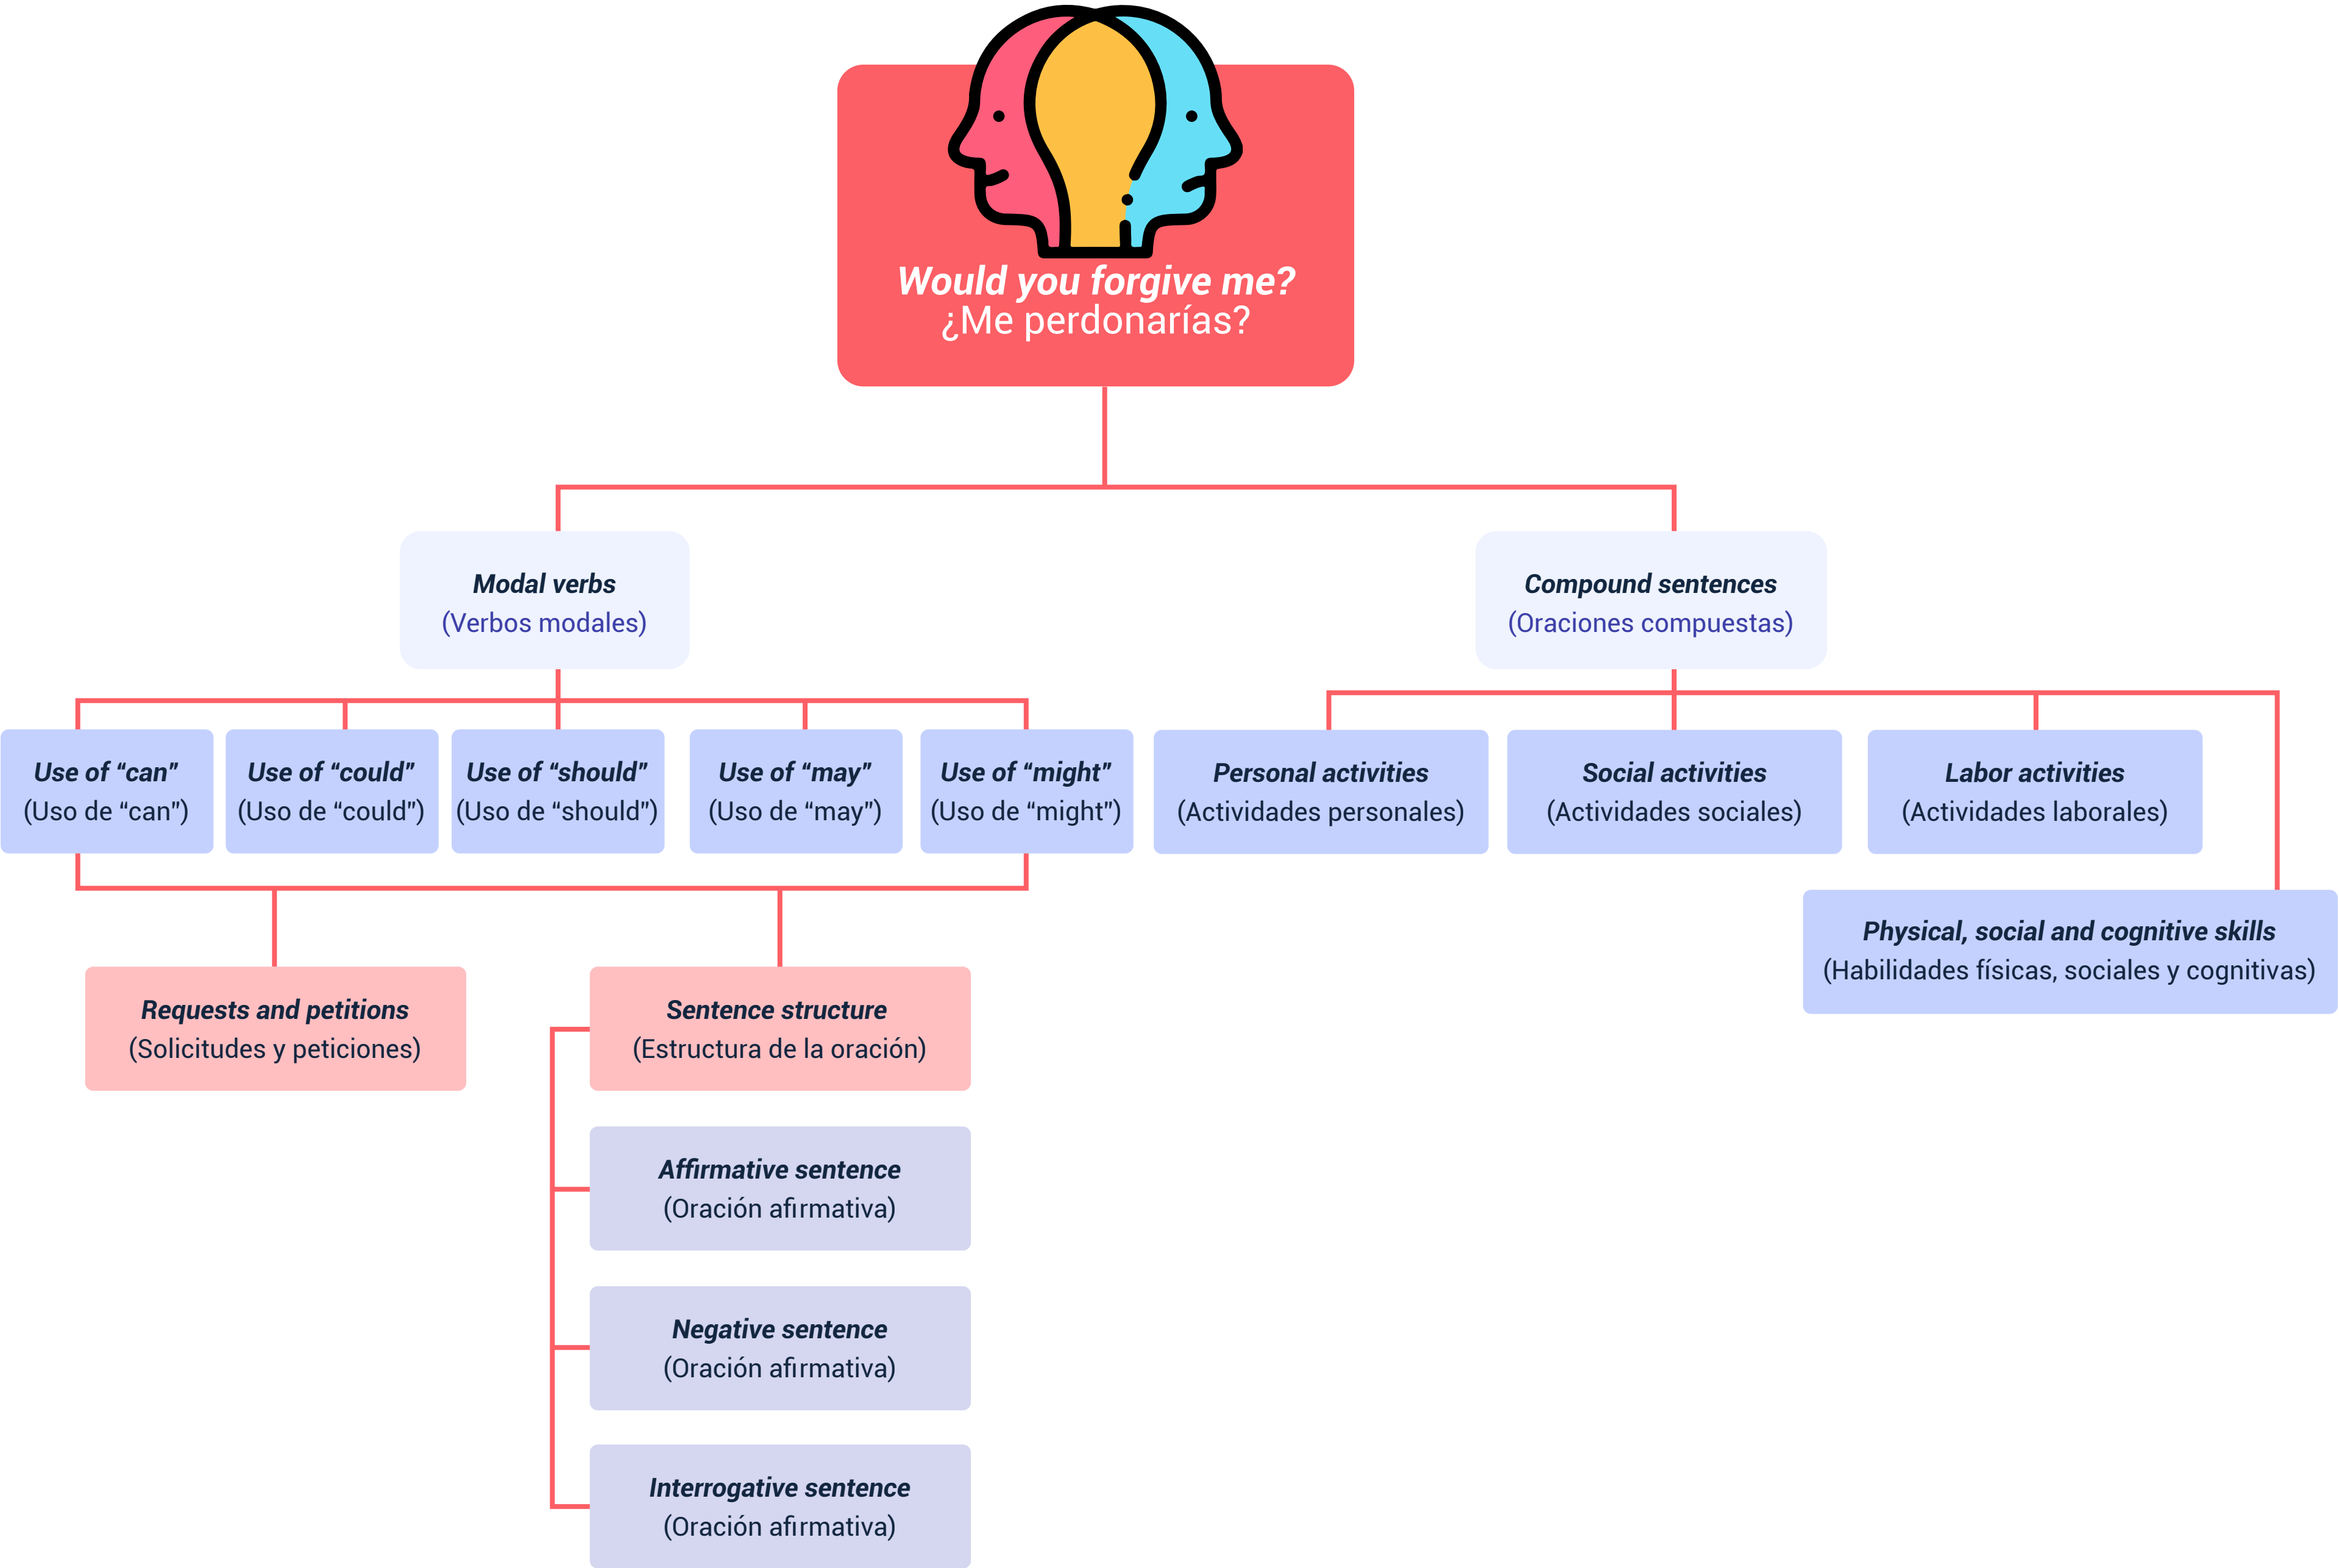 Would you forgive me?
¿Me perdonarías?
Modal verbs
(Verbos modales)
Compound sentences
(Oraciones compuestas)
Use of “can”
(Uso de “can”)
Use of “could”
(Uso de “could”)
Use of “should”
(Uso de “should”)
Use of “may”
(Uso de “may”)
Use of “might”
(Uso de “might”)
Personal activities
(Actividades personales)
Social activities
(Actividades sociales)
Labor activities
(Actividades laborales)
Physical, social and cognitive skills
(Habilidades físicas, sociales y cognitivas)
Requests and petitions
(Solicitudes y peticiones)
Sentence structure
(Estructura de la oración)
Affirmative sentence
(Oración afirmativa)
Negative sentence
(Oración afirmativa)
Interrogative sentence
(Oración afirmativa)